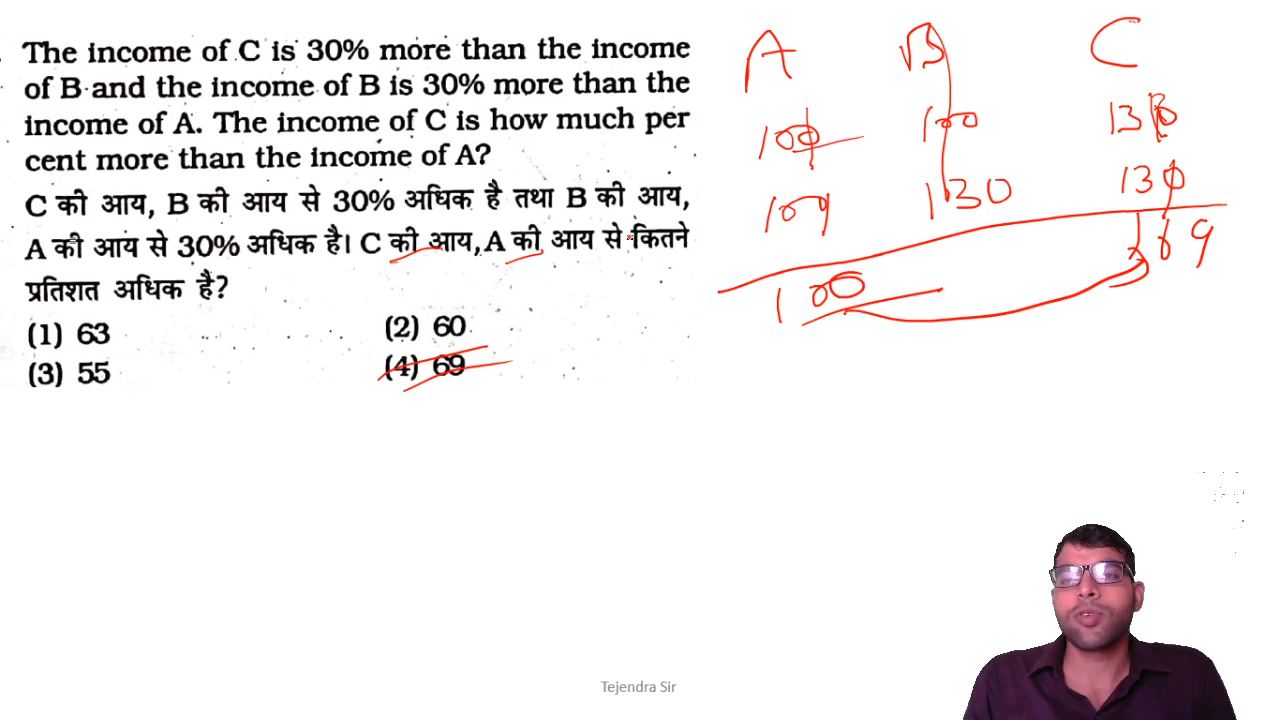 The income of C is 30% more than the income
of B and the income of B is 30% more than the
income of A. The income of C is how much per
cent more than the income of A?
C की आय, B की आय से 30% अधिक है तथा B की आय,
A की आय से 30% अधिक है। C की आय, A की आय से कितने
प्रतिशत अधिक है?
(1) 63 (2) 60
(3) 55 (4) 69
A B C
100 100 130
100 130 130
169
100
Tejendra Sir